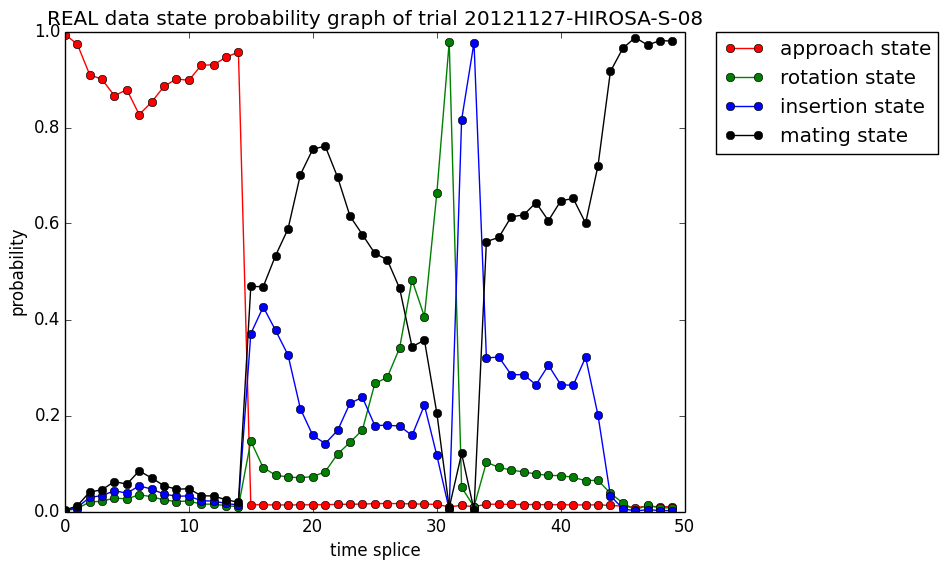 REAL data state probability graph of trial 20121127-HIROSA-S-08
1.0
0.8
0.6
0.4
0.2
0.0
probability
0 10 20 30 40 50
time splice
approach state
rotation state
insertion state
mating state